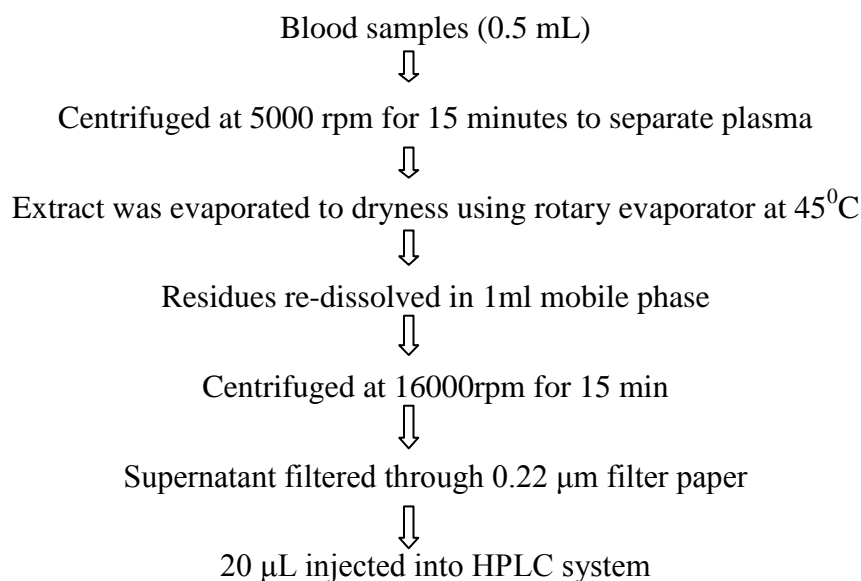 Blood samples (0.5 mL)
Centrifuged at 5000 rpm for 15 minutes to separate plasma
Extract was evaporated to dryness using rotary evaporator at 45⁰C
Residues re-dissolved in 1ml mobile phase
Centrifuged at 16000rpm for 15 min
Supernatant filtered through 0.22 μm filter paper
20 μL injected into HPLC system